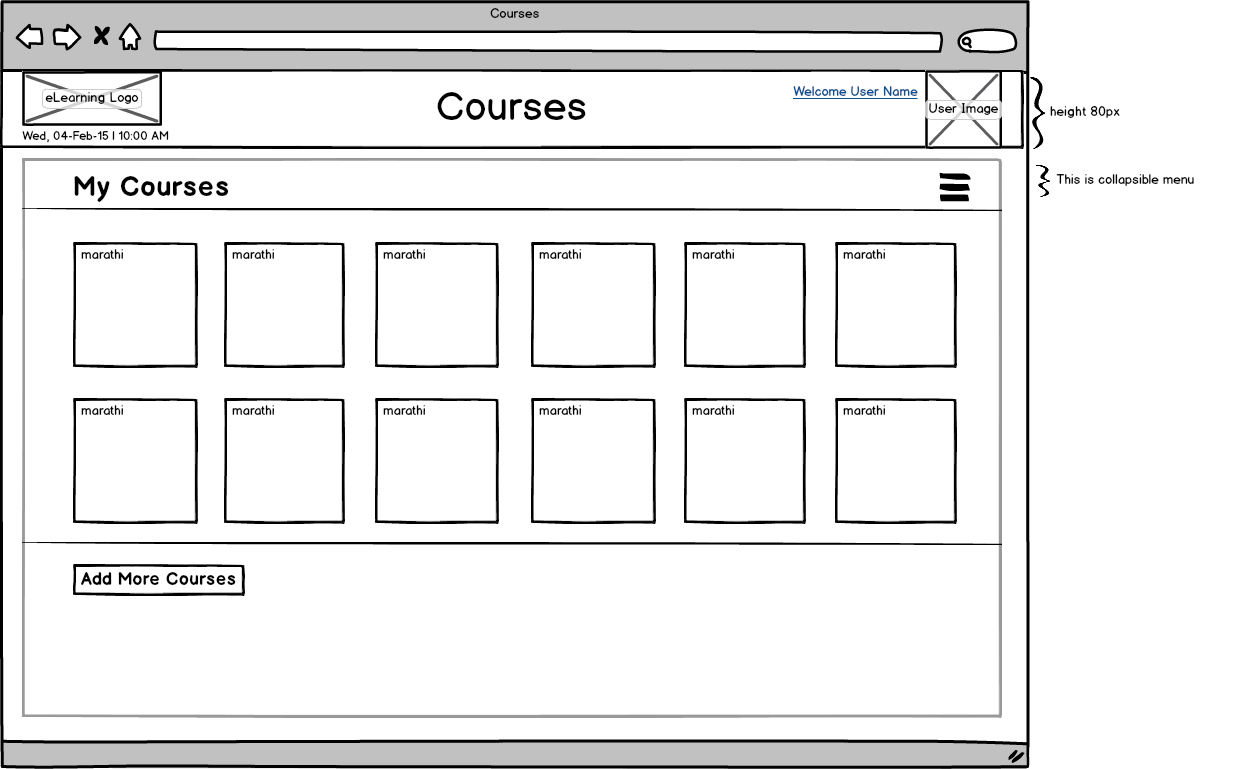 Courses
eLearning Logo
Wed, 04-Feb-15 | 10:00 AM
Courses
Welcome User Name
User Image
height 80px
My Courses
This is collapsible menu
marathi marathi marathi marathi marathi marathi
marathi marathi marathi marathi marathi marathi
Add More Courses